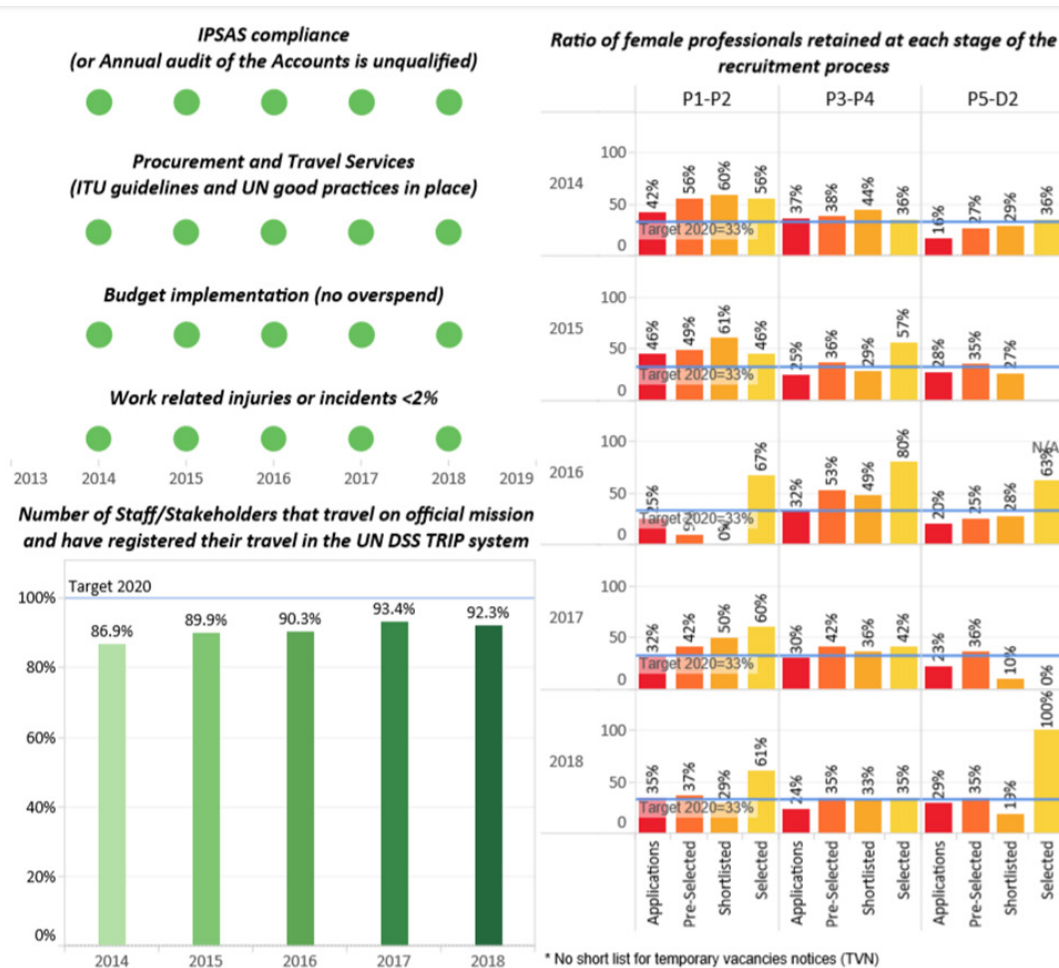 IPSAS compliance
(or Annual audit of the Accounts is unqualified)
Procurement and Travel Services
(ITU guidelines and UN good practices in place)
Budget implementation (no overspend)
Work related injuries or incidents <2%
2013 2014 2015 2016 2017 2018 2019
Number of Staff/Stakeholders that travel on official mission
and have registered their travel in the UN DSS TRIP system
Target 2020
100%
80%
60%
40%
20%
0%
86.9% 89.9% 90.3% 93.4% 92.3%
2014 2015 2016 2017 2018
Ratio of female professionals retained at each stage of the
recruitment process
P1-P2 P3-P4 P5-D2
2014
100
50
0
42% 56% 60% 56% 37% 38% 44% 36% 16% 27% 29% 36%
Target 2020=33%
2015
100
50
0
46% 49% 61% 46% 25% 36% 29% 57% 28% 35% 27%
Target 2020=33%
N/A
2016
100
50
0
25% 0% 67% 32% 53% 49% 80% 20% 25% 28% 63%
Target 2020=33%
2017
100
50
0
32% 42% 50% 60% 30% 42% 36% 42% 23% 36% 10% 0%
Target 2020=33%
2018
100
50
0
35% 37% 29% 61% 24% 35% 33% 35% 29% 35% 19% 100%
Target 2020=33%
Applications Pre-Selected Shortlisted Selected Applications Pre-Selected Shortlisted Selected Applications Pre-Selected Shortlisted Selected
* No short list for temporary vacancies notices (TVN)